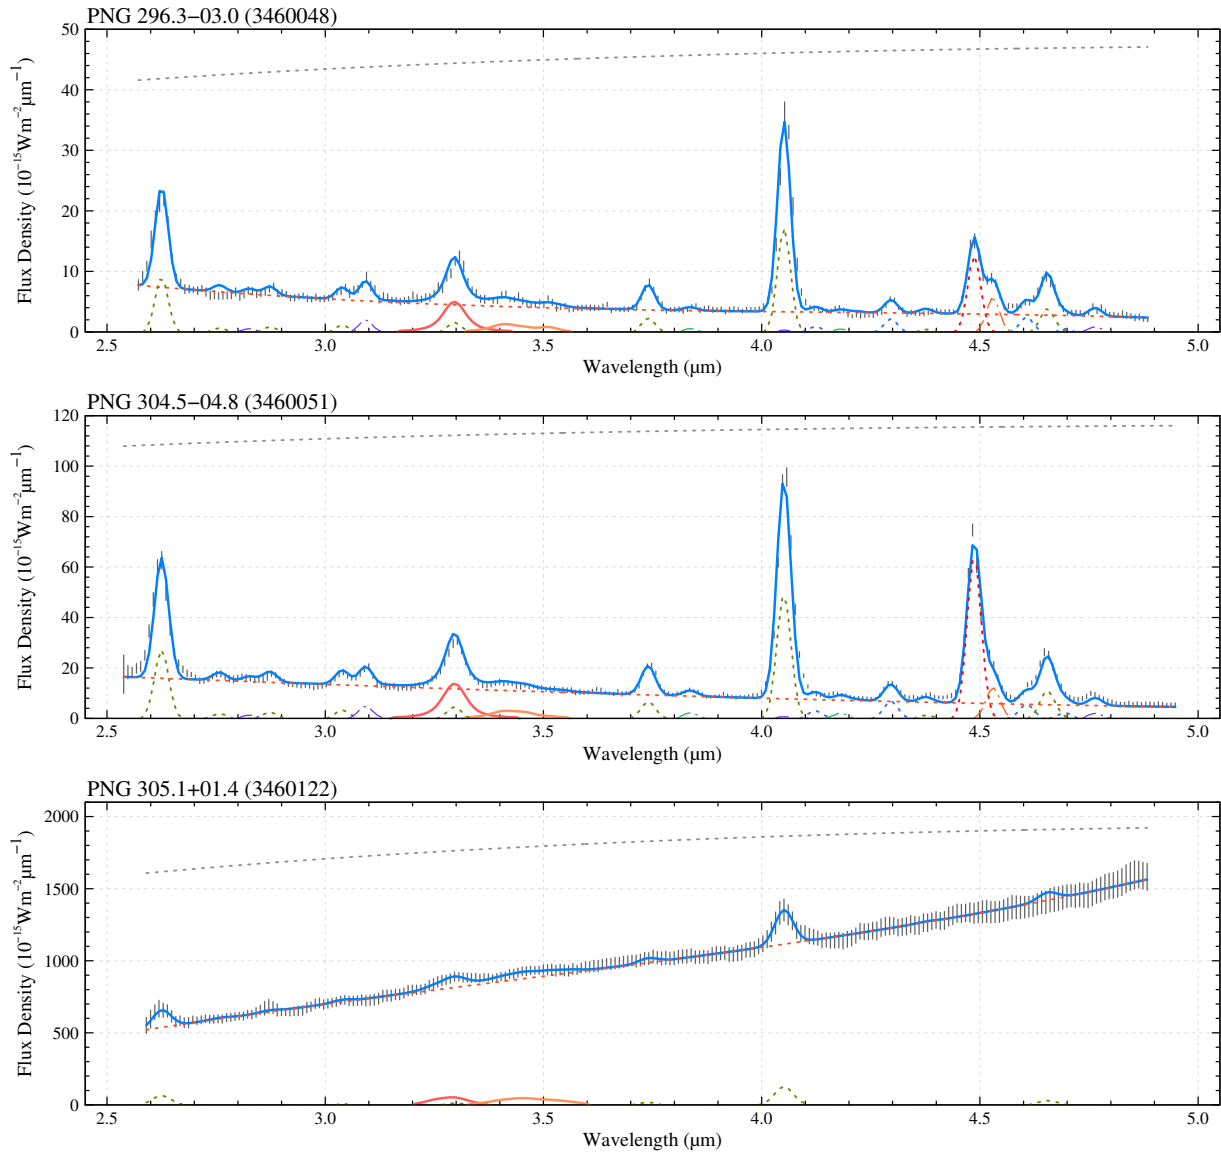 PNG 296.3−03.0 (3460048)
50
40
30
20
10
0
Flux Density (10⁻¹⁵Wm⁻²μm⁻¹)
2.5 3.0 3.5 4.0 4.5 5.0
Wavelength (μm)
PNG 304.5−04.8 (3460051)
120
100
80
60
40
20
0
Flux Density (10⁻¹⁵Wm⁻²μm⁻¹)
2.5 3.0 3.5 4.0 4.5 5.0
Wavelength (μm)
PNG 305.1+01.4 (3460122)
2000
1500
1000
500
0
Flux Density (10⁻¹⁵Wm⁻²μm⁻¹)
2.5 3.0 3.5 4.0 4.5 5.0
Wavelength (μm)